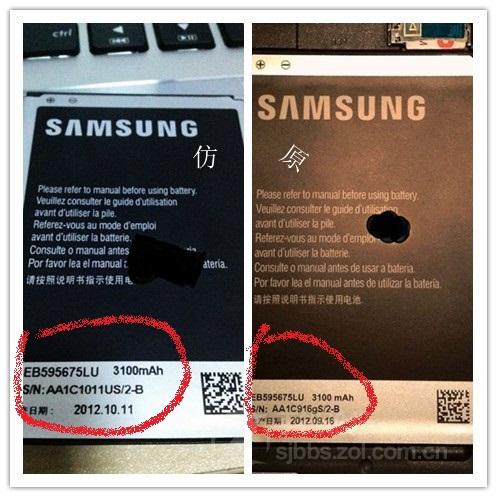 ctrl
SAMSUNG
仿
Please refer to manual before using battery.
Veuillez consulter le guide d'utilisation
avant d'utiliser la pile.
Referez-vous au mode d'emploi
avant d'utiliser la batterie.
Consulte o manual antes
Por favor lea el manual
请按照说明书指示使用
EB595675LU 3100mAh
S/N: AA1C1011US/2-B
产日期: 2012.10.11
SAMSUNG
原
Please refer to manual before using battery.
Veuillez consulter le guide d'utilisation
avant d'utiliser la pile.
Referez-vous au mode
avant d'utiliser la batterie.
Consulte o manual antes de usar a batería.
Por favor lea el manual antes de utilizar la batería.
请按照说明书指示使用电池.
EB595675LU 3100 mAh
S/N: AA1C916gS/2-B
生产日期: 2012.09.16
sjbbs.zol.com.cn